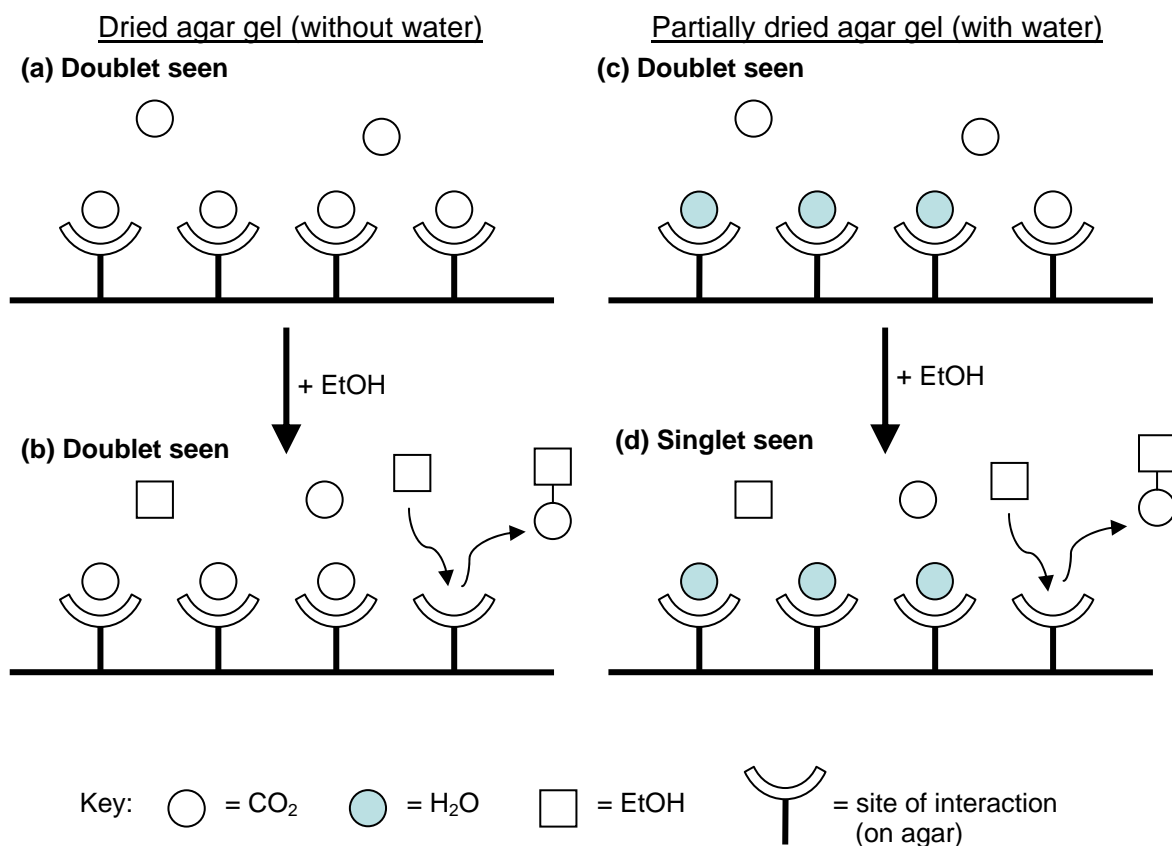 Dried agar gel (without water)
Partially dried agar gel (with water)
(a) Doublet seen
(c) Doublet seen
+ EtOH
+ EtOH
(b) Doublet seen
(d) Singlet seen
Key: = CO₂ = H₂O = EtOH = site of interaction
(on agar)